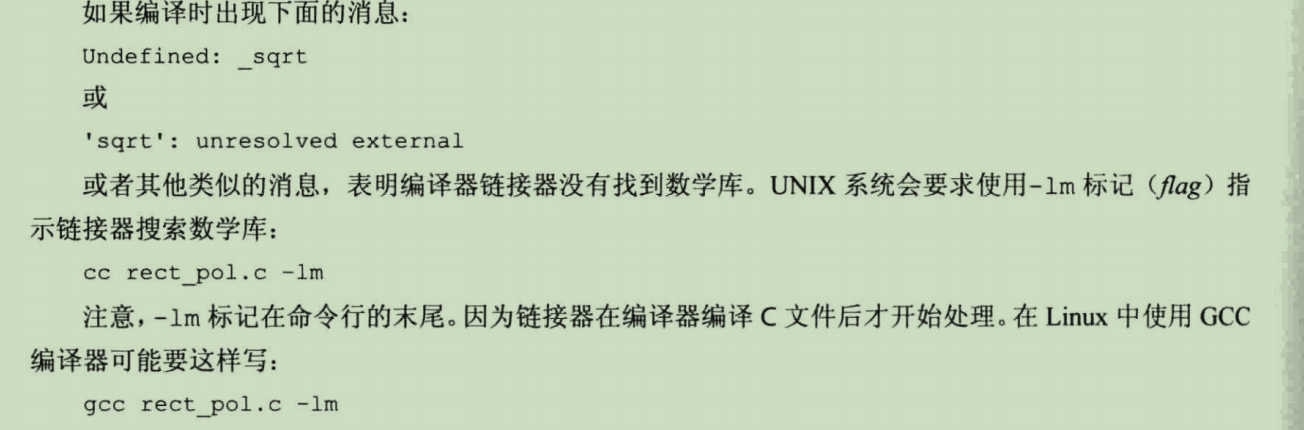 如果编译时出现下面的消息：
Undefined: _sqrt
或
'sqrt': unresolved external
或者其他类似的消息，表明编译器链接器没有找到数学库。UNIX 系统会要求使用-lm 标记（flag）指
示链接器搜索数学库：
cc rect_pol.c -lm
注意，-lm 标记在命令行的末尾。因为链接器在编译器编译 C 文件后才开始处理。在 Linux 中使用 GCC
编译器可能要这样写：
gcc rect_pol.c -lm